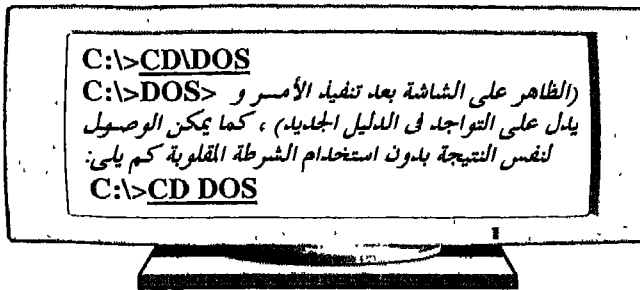 C:\>CD\DOS
(الظاهر على الشاشة بعد تنفيذ الأمر و C:\>DOS>
يدل على التواجد فى الدليل الجديد) ، كما يمكن الوصول
لنفس النتيجة بدون استخدام الشرطة المقلوبة كم يلى:
C:\>CD DOS